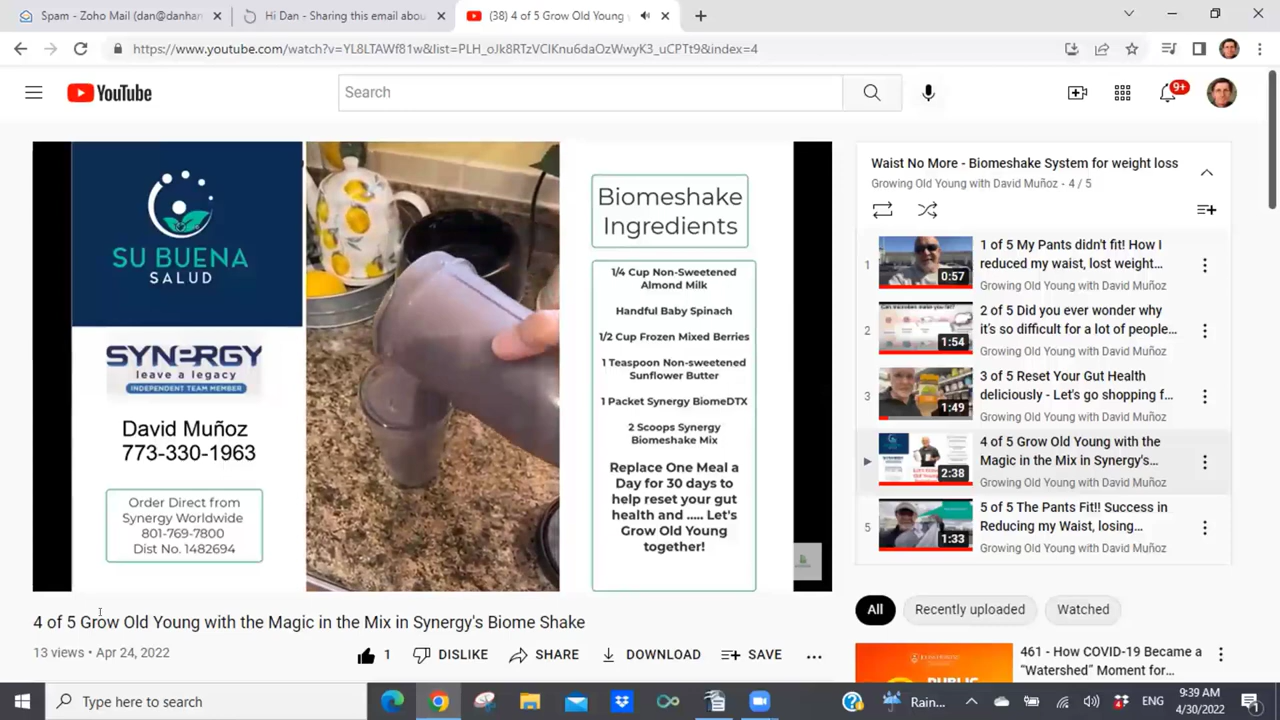 Spam - Zoho Mail (dan@danhan
Hi Dan - Sharing this email abou
(38) 4 of 5 Grow Old Young
https://www.youtube.com/watch?v=YL8LTAWf81w&list=PLH_oJk8RTzVCIKnu6daOzWwyK3_uCPTt9&index=4
YouTube
Search
9+
SU BUENA
SALUD
SYNERGY
leave a legacy
INDEPENDENT TEAM MEMBER
David Muñoz
773-330-1963
Order Direct from
Synergy Worldwide
801-769-7800
Dist No. 1482694
Biomeshake
Ingredients
1/4 Cup Non-Sweetened
Almond Milk
Handful Baby Spinach
1/2 Cup Frozen Mixed Berries
1 Teaspoon Non-sweetened
Sunflower Butter
1 Packet Synergy BiomeDTX
2 Scoops Synergy
Biomeshake Mix
Replace One Meal a
Day for 30 days to
help reset your gut
health and ..... Let's
Grow Old Young
together!
4 of 5 Grow Old Young with the Magic in the Mix in Synergy's Biome Shake
13 views • Apr 24, 2022
1
DISLIKE
SHARE
DOWNLOAD
SAVE
Waist No More - Biomeshake System for weight loss
Growing Old Young with David Muñoz - 4 / 5
1
0:57
1 of 5 My Pants didn't fit! How I
reduced my waist, lost weight...
Growing Old Young with David Muñoz
2
1:54
2 of 5 Did you ever wonder why
it's so difficult for a lot of people...
Growing Old Young with David Muñoz
3
1:49
3 of 5 Reset Your Gut Health
deliciously - Let's go shopping f...
Growing Old Young with David Muñoz
2:38
4 of 5 Grow Old Young with the
Magic in the Mix in Synergy's...
Growing Old Young with David Muñoz
5
1:33
5 of 5 The Pants Fit!! Success in
Reducing my Waist, losing...
Growing Old Young with David Muñoz
All
Recently uploaded
Watched
461 - How COVID-19 Became a
"Watershed" Moment for...
Type here to search
Rain...
ENG
9:39 AM
4/30/2022
1